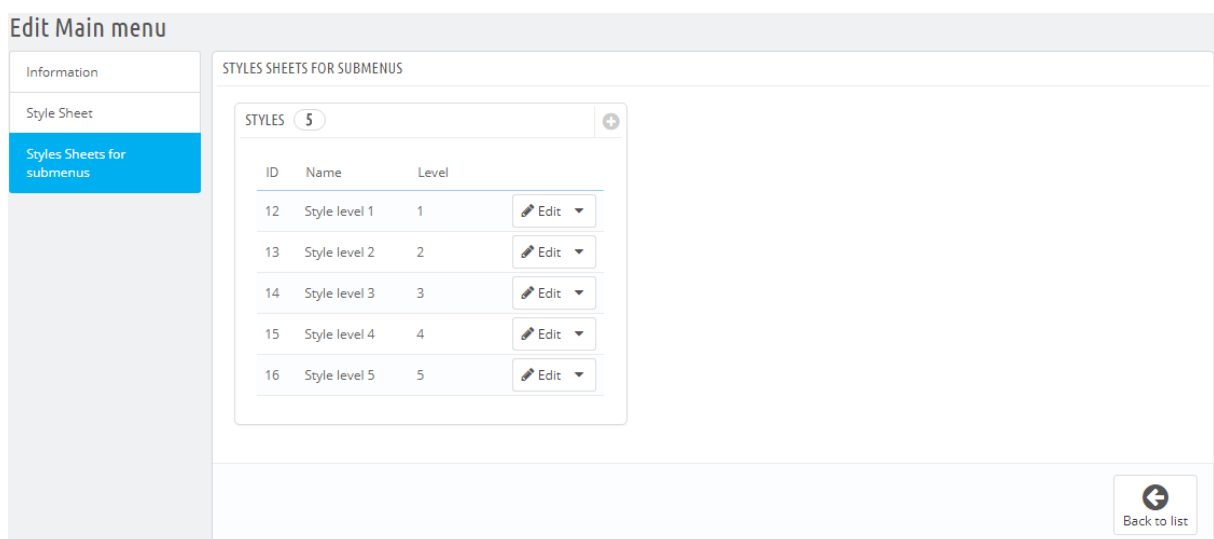 Edit Main menu
Information
Style Sheet
Styles Sheets for
submenus
STYLES SHEETS FOR SUBMENUS
STYLES 5
ID Name Level
12 Style level 1 1 Edit
13 Style level 2 2 Edit
14 Style level 3 3 Edit
15 Style level 4 4 Edit
16 Style level 5 5 Edit
Back to list